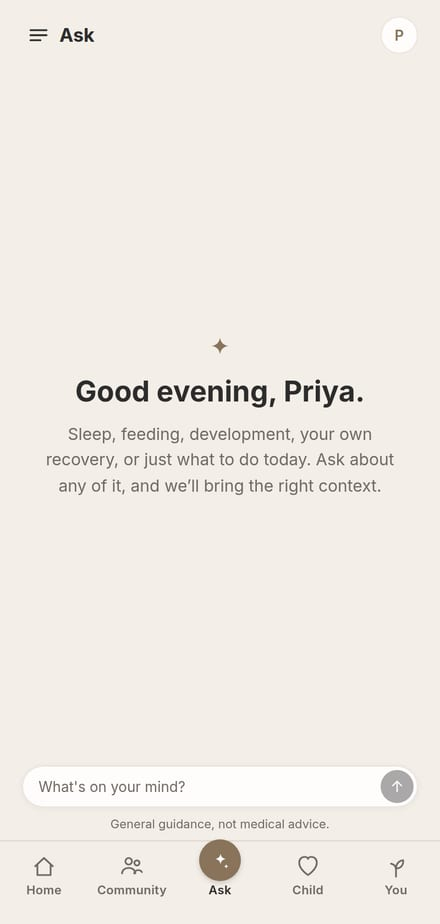 Ask
P
Good evening, Priya.
Sleep, feeding, development, your own
recovery, or just what to do today. Ask about
any of it, and we’ll bring the right context.
What's on your mind?
General guidance, not medical advice.
Home
Community
Ask
Child
You